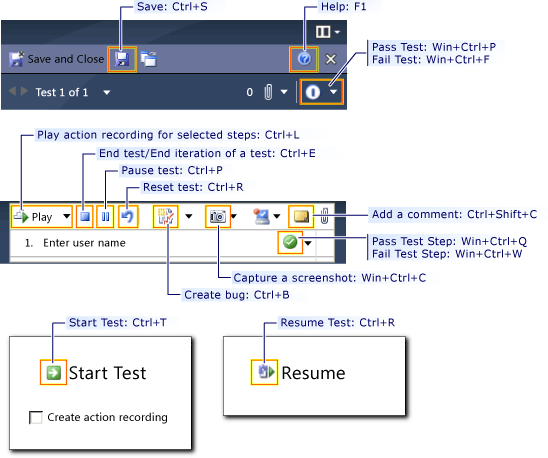 Save: Ctrl+S
Help: F1
Save and Close
Pass Test: Win+Ctrl+P
Fail Test: Win+Ctrl+F
Test 1 of 1
0
Play action recording for selected steps: Ctrl+L
End test/End iteration of a test: Ctrl+E
Pause test: Ctrl+P
Reset test: Ctrl+R
Play
Add a comment: Ctrl+Shift+C
1. Enter user name
Pass Test Step: Win+Ctrl+Q
Fail Test Step: Win+Ctrl+W
Capture a screenshot: Win+Ctrl+C
Create bug: Ctrl+B
Start Test: Ctrl+T
Resume Test: Ctrl+R
Start Test
Resume
Create action recording